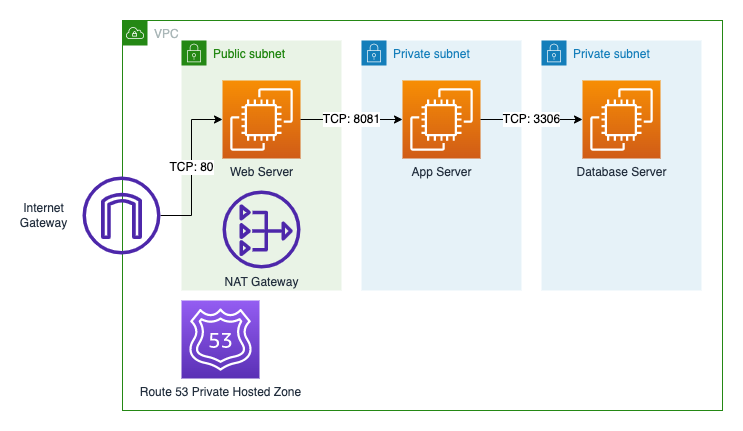 VPC
Public subnet
Private subnet
Private subnet
TCP: 8081
TCP: 3306
TCP: 80
Web Server
App Server
Database Server
Internet
Gateway
NAT Gateway
53
Route 53 Private Hosted Zone